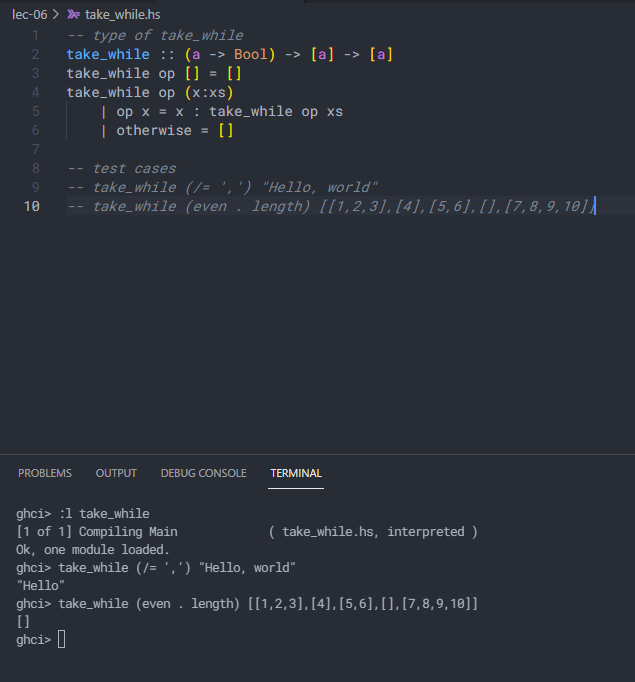 lec-06 > take_while.hs
1 -- type of take_while
2 take_while :: (a -> Bool) -> [a] -> [a]
3 take_while op [] = []
4 take_while op (x:xs)
5 | op x = x : take_while op xs
6 | otherwise = []
7
8 -- test cases
9 -- take_while (/= ',') "Hello, world"
10 -- take_while (even . length) [[1,2,3],[4],[5,6],[],[7,8,9,10]]
PROBLEMS OUTPUT DEBUG CONSOLE TERMINAL
ghci> :l take_while
[1 of 1] Compiling Main ( take_while.hs, interpreted )
Ok, one module loaded.
ghci> take_while (/= ',') "Hello, world"
"Hello"
ghci> take_while (even . length) [[1,2,3],[4],[5,6],[],[7,8,9,10]]
[]
ghci>